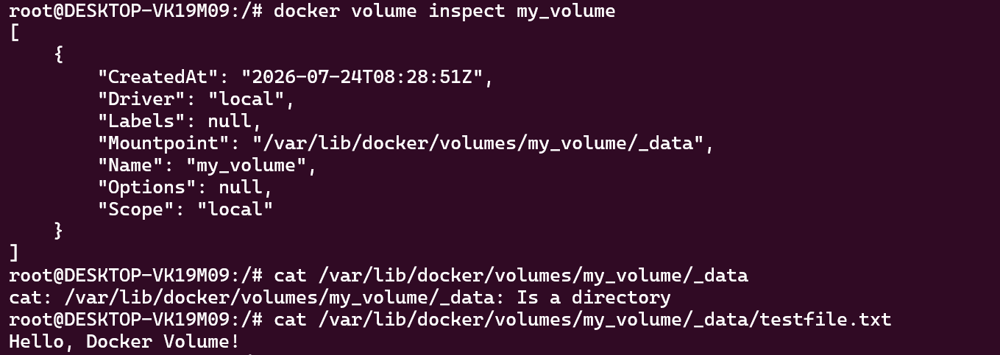 root@DESKTOP-VK19M09:/# docker volume inspect my_volume
[
    {
        "CreatedAt": "2026-07-24T08:28:51Z",
        "Driver": "local",
        "Labels": null,
        "Mountpoint": "/var/lib/docker/volumes/my_volume/_data",
        "Name": "my_volume",
        "Options": null,
        "Scope": "local"
    }
]
root@DESKTOP-VK19M09:/# cat /var/lib/docker/volumes/my_volume/_data
cat: /var/lib/docker/volumes/my_volume/_data: Is a directory
root@DESKTOP-VK19M09:/# cat /var/lib/docker/volumes/my_volume/_data/testfile.txt
Hello, Docker Volume!